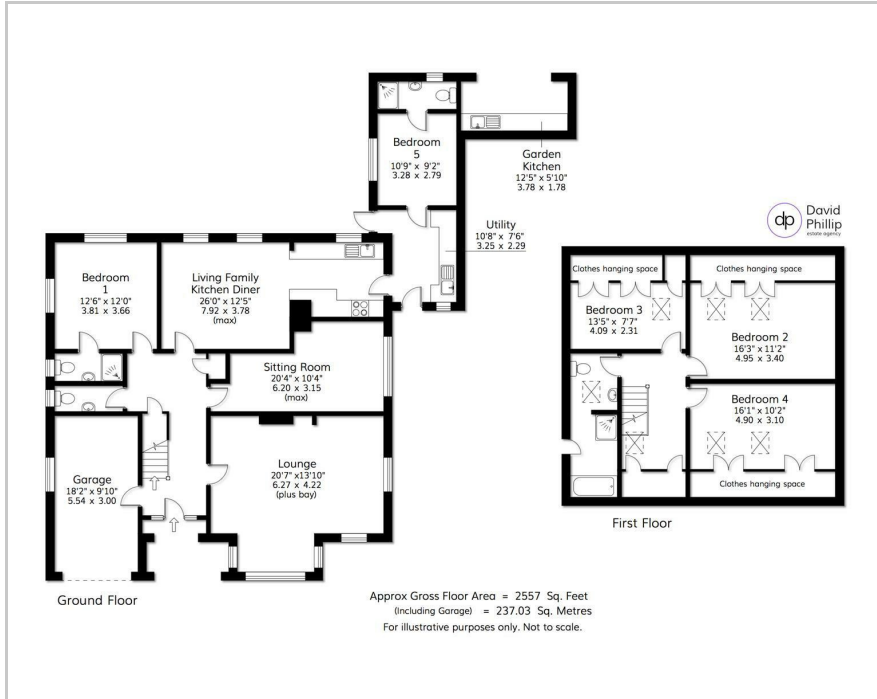 Bedroom
5
10'9" x 9'2"
3.28 x 2.79
Garden
Kitchen
12'5" x 5'10"
3.78 x 1.78
Utility
10'8" x 7'6"
3.25 x 2.29
dp
David
Phillip
estate agency
Bedroom
1
12'6" x 12'0"
3.81 x 3.66
Living Family
Kitchen Diner
26'0" x 12'5"
7.92 x 3.78
(max)
Sitting Room
20'4" x 10'4"
6.20 x 3.15
(max)
Garage
18'2" x 9'10"
5.54 x 3.00
Lounge
20'7" x13'10"
6.27 x 4.22
(plus bay)
Ground Floor
Clothes hanging space
Clothes hanging space
Bedroom 3
13'5" x 7'7"
4.09 x 2.31
Bedroom 2
16'3" x 11'2"
4.95 x 3.40
Bedroom 4
16'1" x 10'2"
4.90 x 3.10
Clothes hanging space
First Floor
Approx Gross Floor Area = 2557 Sq. Feet
(Including Garage) = 237.03 Sq. Metres
For illustrative purposes only. Not to scale.